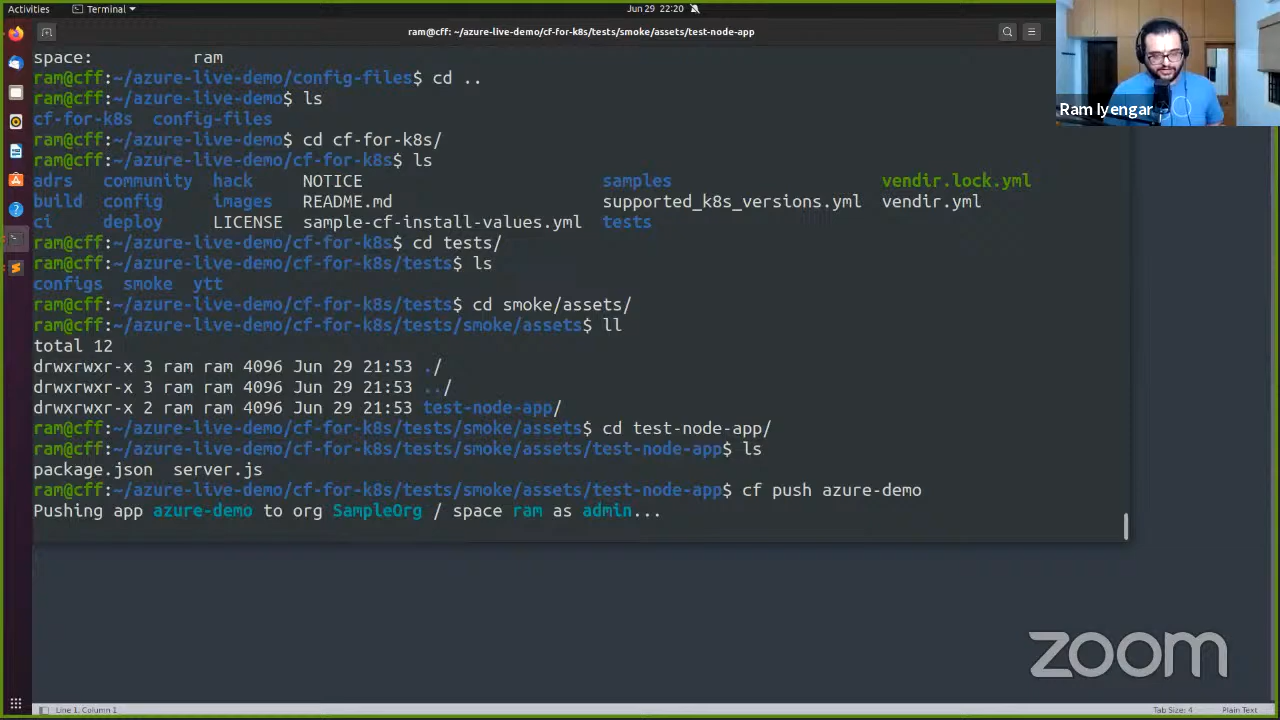 Activities
Terminal
Jun 29 22:20
ram@cff: ~/azure-live-demo/cf-for-k8s/tests/smoke/assets/test-node-app
Ram Iyengar
space: ram
ram@cff:~/azure-live-demo/config-files$ cd ..
ram@cff:~/azure-live-demo$ ls
cf-for-k8s config-files
ram@cff:~/azure-live-demo$ cd cf-for-k8s/
ram@cff:~/azure-live-demo/cf-for-k8s$ ls
adrs community hack NOTICE samples vendir.lock.yml
build config images README.md supported_k8s_versions.yml vendir.yml
ci deploy LICENSE sample-cf-install-values.yml tests
ram@cff:~/azure-live-demo/cf-for-k8s$ cd tests/
ram@cff:~/azure-live-demo/cf-for-k8s/tests$ ls
configs smoke ytt
ram@cff:~/azure-live-demo/cf-for-k8s/tests$ cd smoke/assets/
ram@cff:~/azure-live-demo/cf-for-k8s/tests/smoke/assets$ ll
total 12
drwxrwxr-x 3 ram ram 4096 Jun 29 21:53 ./
drwxrwxr-x 3 ram ram 4096 Jun 29 21:53 ../
drwxrwxr-x 2 ram ram 4096 Jun 29 21:53 test-node-app/
ram@cff:~/azure-live-demo/cf-for-k8s/tests/smoke/assets$ cd test-node-app/
ram@cff:~/azure-live-demo/cf-for-k8s/tests/smoke/assets/test-node-app$ ls
package.json server.js
ram@cff:~/azure-live-demo/cf-for-k8s/tests/smoke/assets/test-node-app$ cf push azure-demo
Pushing app azure-demo to org SampleOrg / space ram as admin...
zoom
Line 1, Column 1
Tab Size: 4
Plain Text